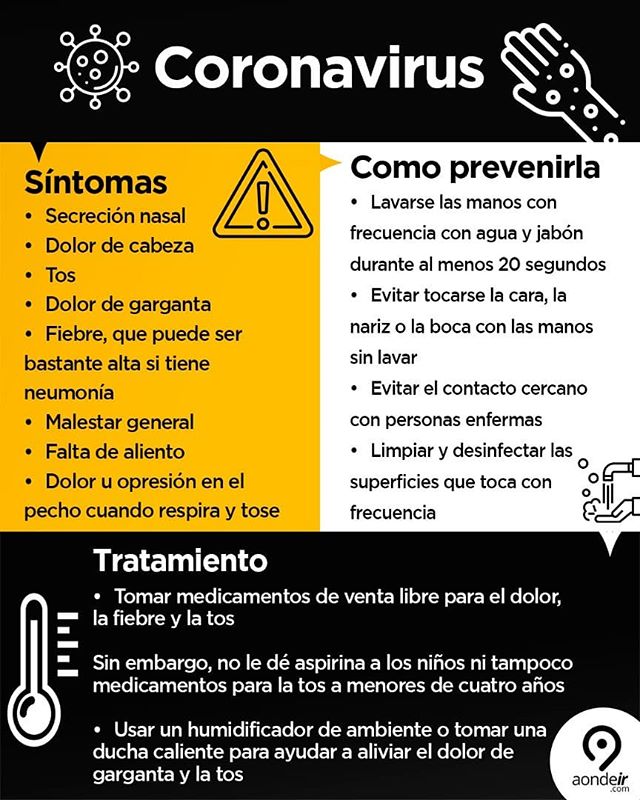 Coronavirus
Síntomas
• Secreción nasal
• Dolor de cabeza
• Tos
• Dolor de garganta
• Fiebre, que puede ser
bastante alta si tiene
neumonía
• Malestar general
• Falta de aliento
• Dolor u opresión en el
pecho cuando respira y tose
Como prevenirla
• Lavarse las manos con
frecuencia con agua y jabón
durante al menos 20 segundos
• Evitar tocarse la cara, la
nariz o la boca con las manos
sin lavar
• Evitar el contacto cercano
con personas enfermas
• Limpiar y desinfectar las
superficies que toca con
frecuencia
Tratamiento
• Tomar medicamentos de venta libre para el dolor,
la fiebre y la tos
Sin embargo, no le dé aspirina a los niños ni tampoco
medicamentos para la tos a menores de cuatro años
• Usar un humidificador de ambiente o tomar una
ducha caliente para ayudar a aliviar el dolor de
garganta y la tos
aondeir
.com